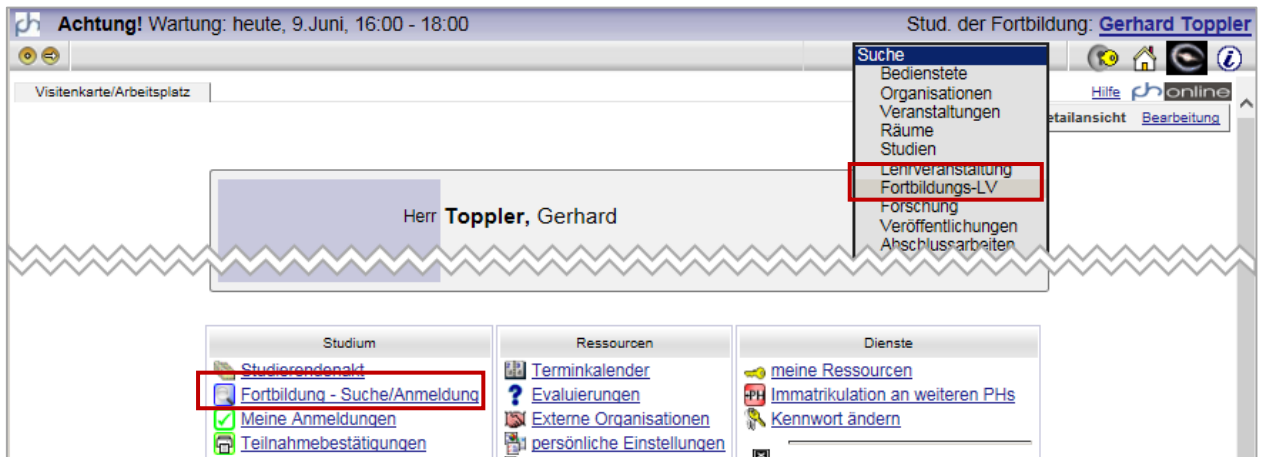 ph Achtung! Wartung: heute, 9.Juni, 16:00 - 18:00 Stud. der Fortbildung: Gerhard Toppler
Suche
Bedienstete
Organisationen
Veranstaltungen
Räume
Studien
Lehrveranstaltung
Fortbildungs-LV
Forschung
Veröffentlichungen
Abschlussarbeiten
Visitenkarte/Arbeitsplatz
Hilfe ph online
etailansicht Bearbeitung
Herr Toppler, Gerhard
Studium
Studierendenakt
Fortbildung - Suche/Anmeldung
Meine Anmeldungen
Teilnahmebestätigungen
Ressourcen
Terminkalender
Evaluierungen
Externe Organisationen
persönliche Einstellungen
Dienste
meine Ressourcen
PH Immatrikulation an weiteren PHs
Kennwort ändern